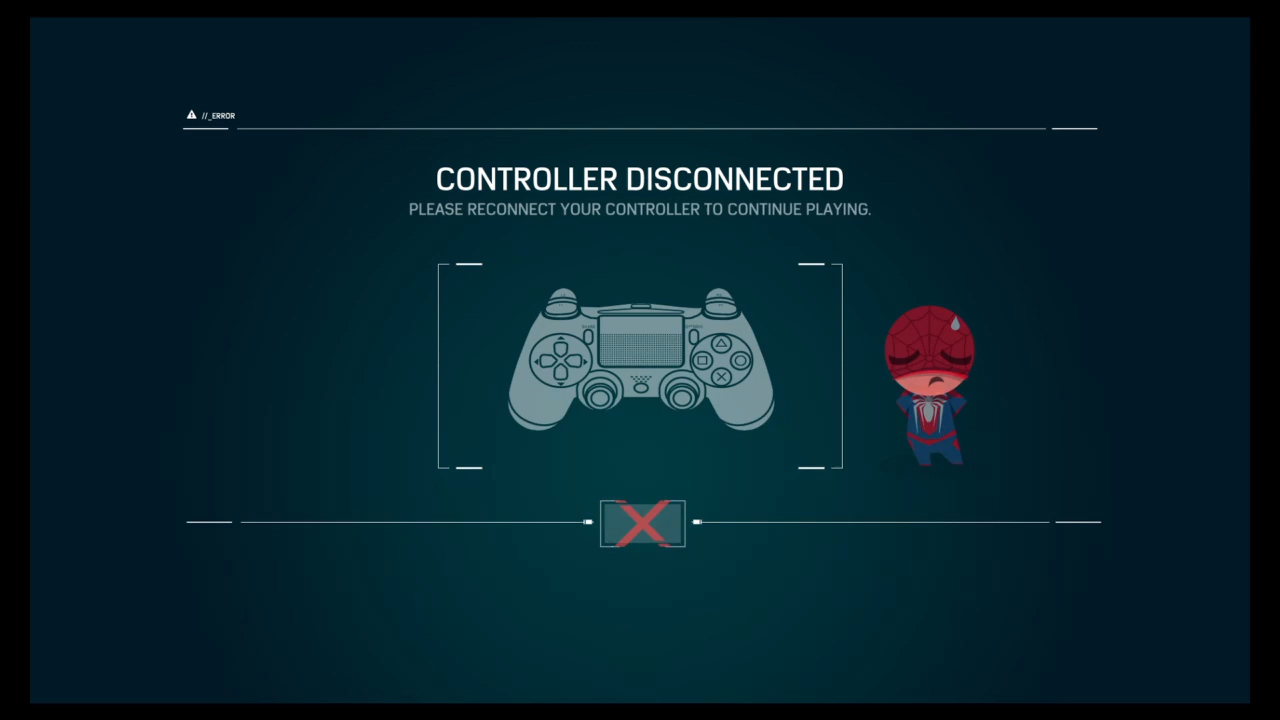 //_ERROR
CONTROLLER DISCONNECTED
PLEASE RECONNECT YOUR CONTROLLER TO CONTINUE PLAYING.